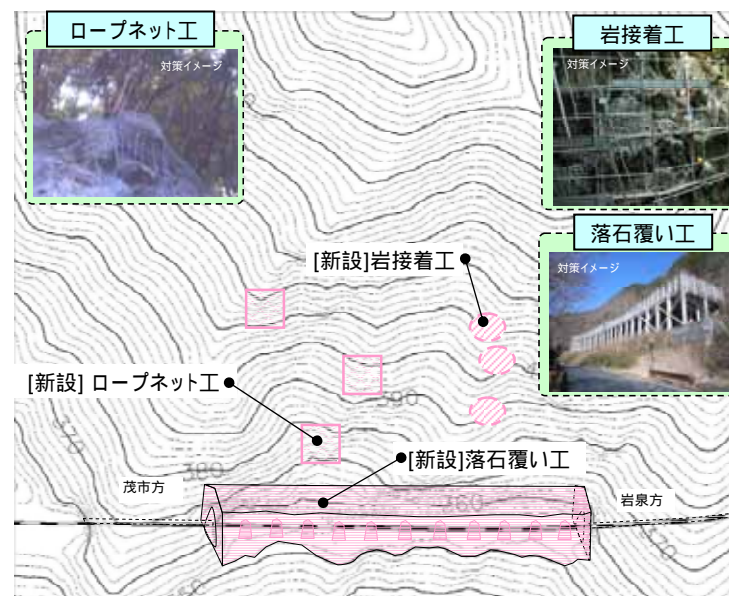 ロープネット工
対策イメージ
岩接着工
対策イメージ
落石覆い工
対策イメージ
[新設]岩接着工
[新設] ロープネット工
[新設]落石覆い工
茂市方
岩泉方
390
380
370
360